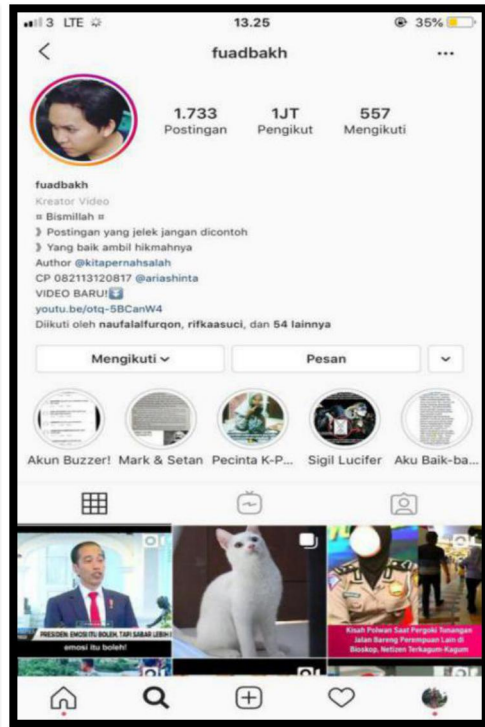 3 LTE 13.25 35%
fuadbakh
1.733 1JT 557
Postingan Pengikut Mengikuti
fuadbakh
Kreator Video
⌗ Bismillah ⌗
》 Postingan yang jelek jangan dicontoh
》 Yang baik ambil hikmahnya
Author @kitapernahsalah
CP 082113120817 @ariashinta
VIDEO BARU!⬇️
youtu.be/otq-5BCanW4
Diikuti oleh naufalalfurqon, rifkaasuci, dan 54 lainnya
Mengikuti Pesan
Akun Buzzer! Mark & Setan Pecinta K-P... Sigil Lucifer Aku Baik-ba...
PRESIDEN: EMOSI ITU BOLEH, TAPI SABAR LEBIH
emosi itu boleh!
Kisah Polwan Saat Pergoki Tunangan
Jalan Bareng Perempuan Lain di
Bioskop, Netizen Terkagum-Kagum